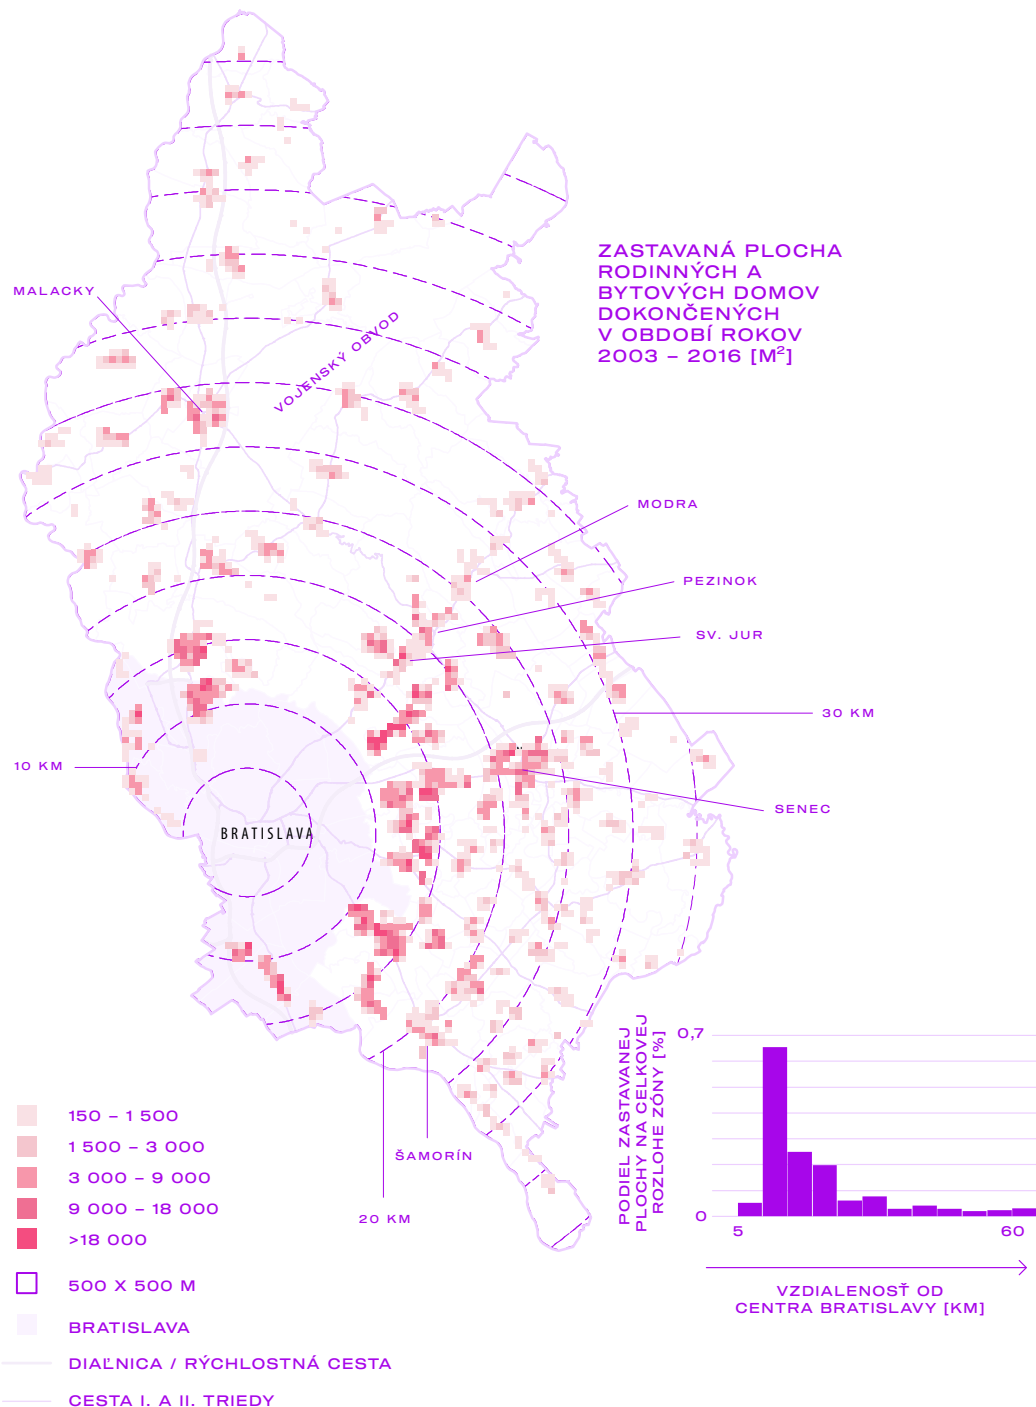 ZASTAVANÁ PLOCHA
RODINNÝCH A
BYTOVÝCH DOMOV
DOKONČENÝCH
V OBDOBÍ ROKOV
2003 – 2016 [M²]
MALACKY
VOJENSKÝ OBVOD
MODRA
PEZINOK
SV. JUR
30 KM
10 KM
SENEC
BRATISLAVA
ŠAMORÍN
20 KM
150 – 1 500
1 500 – 3 000
3 000 – 9 000
9 000 – 18 000
>18 000
500 X 500 M
BRATISLAVA
DIAĽNICA / RÝCHLOSTNÁ CESTA
CESTA I. A II. TRIEDY
PODIEL ZASTAVANEJ
PLOCHY NA CELKOVEJ
ROZLOHE ZÓNY [%]
0,7
0
5
60
VZDIALENOSŤ OD
CENTRA BRATISLAVY [KM]